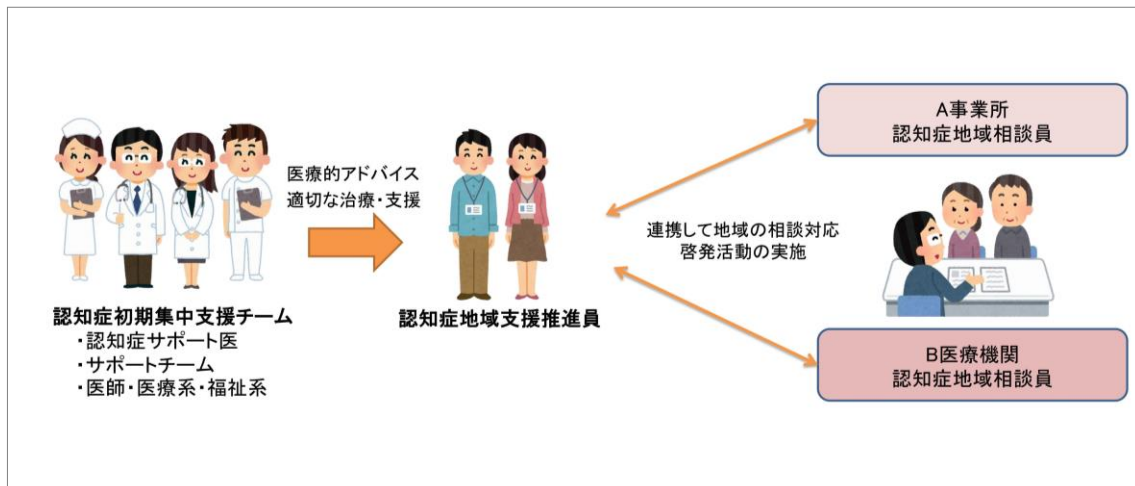 医療的アドバイス
適切な治療・支援
認知症初期集中支援チーム
・認知症サポート医
・サポートチーム
・医師・医療系・福祉系
認知症地域支援推進員
連携して地域の相談対応
啓発活動の実施
A事業所
認知症地域相談員
B医療機関
認知症地域相談員